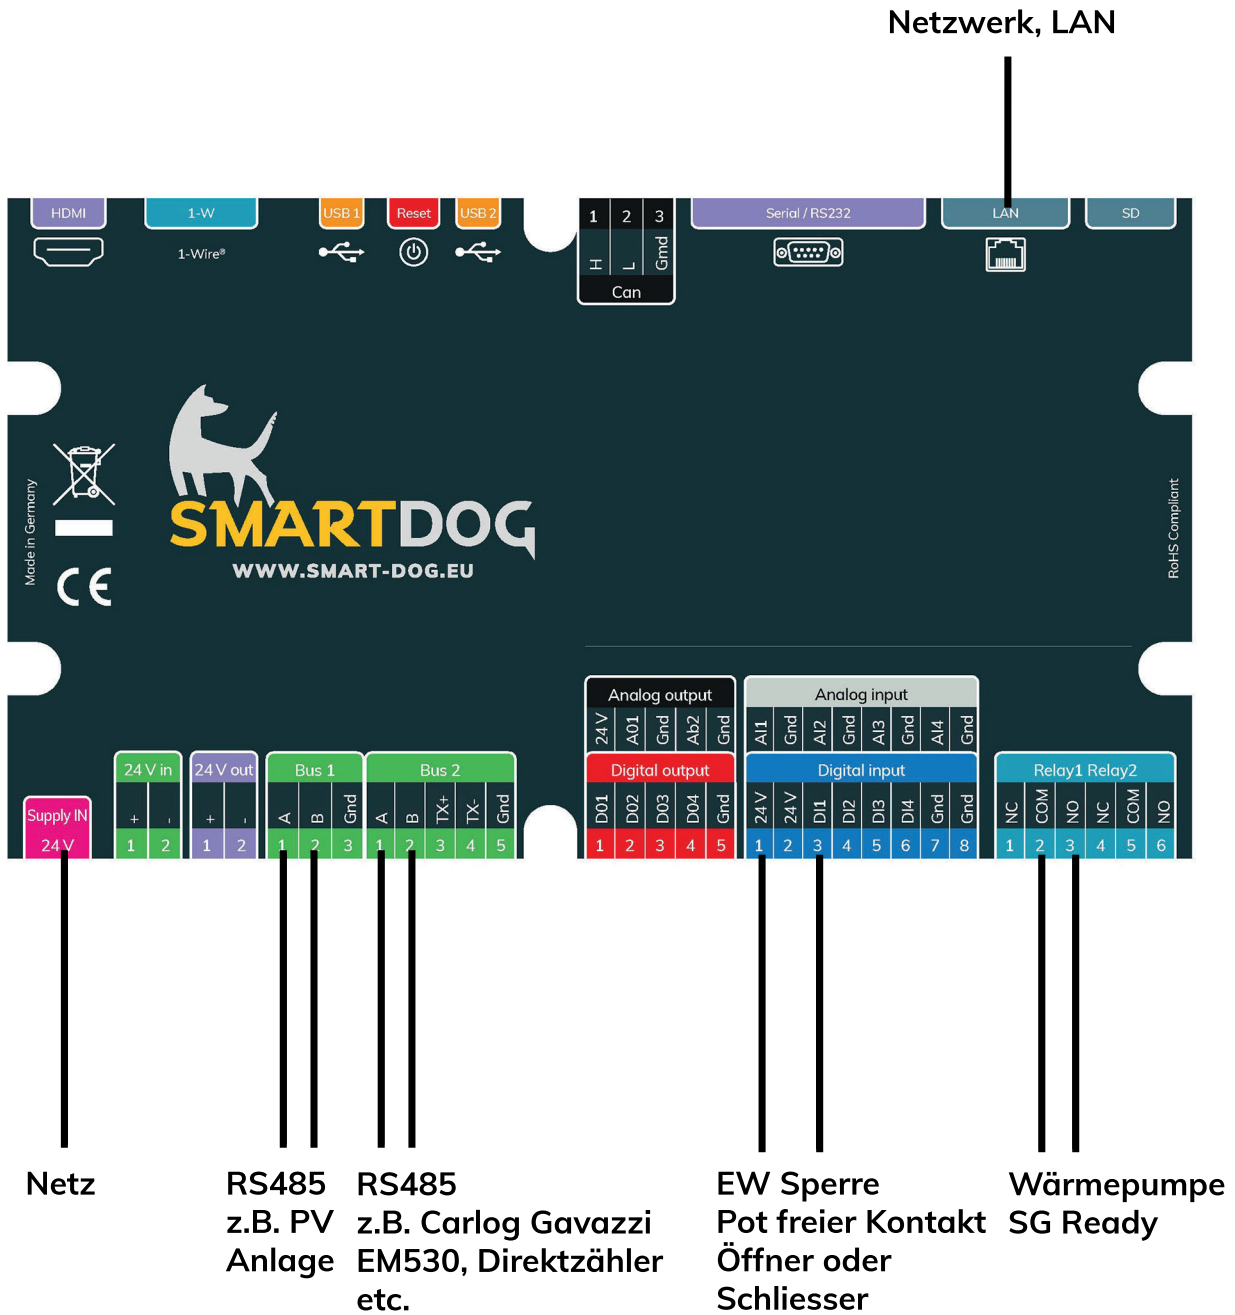 Netzwerk, LAN
HDMI
1-W
1-Wire®
USB 1
Reset
USB 2
1 2 3
H L Gmd
Can
Serial / RS232
LAN
SD
Made in Germany
CE
SMARTDOG
WWW.SMART-DOG.EU
RoHS Compliant
Analog output
24 V A01 Gnd Ab2 Gnd
Digital output
D01 D02 D03 D04 Gnd
1 2 3 4 5
Analog input
AI1 Gnd AI2 Gnd AI3 Gnd AI4 Gnd
Digital input
24 V 24 V DI1 DI2 DI3 DI4 Gnd Gnd
1 2 3 4 5 6 7 8
Supply IN
24 V
24 V in
+ -
1 2
24 V out
+ -
1 2
Bus 1
A B Gnd
1 2 3
Bus 2
A B TX+ TX- Gnd
1 2 3 4 5
Relay1 Relay2
NC COM NO NC COM NO
1 2 3 4 5 6
Netz
RS485
z.B. PV
Anlage
RS485
z.B. Carlog Gavazzi
EM530, Direktzähler
etc.
EW Sperre
Pot freier Kontakt
Öffner oder
Schliesser
Wärmepumpe
SG Ready